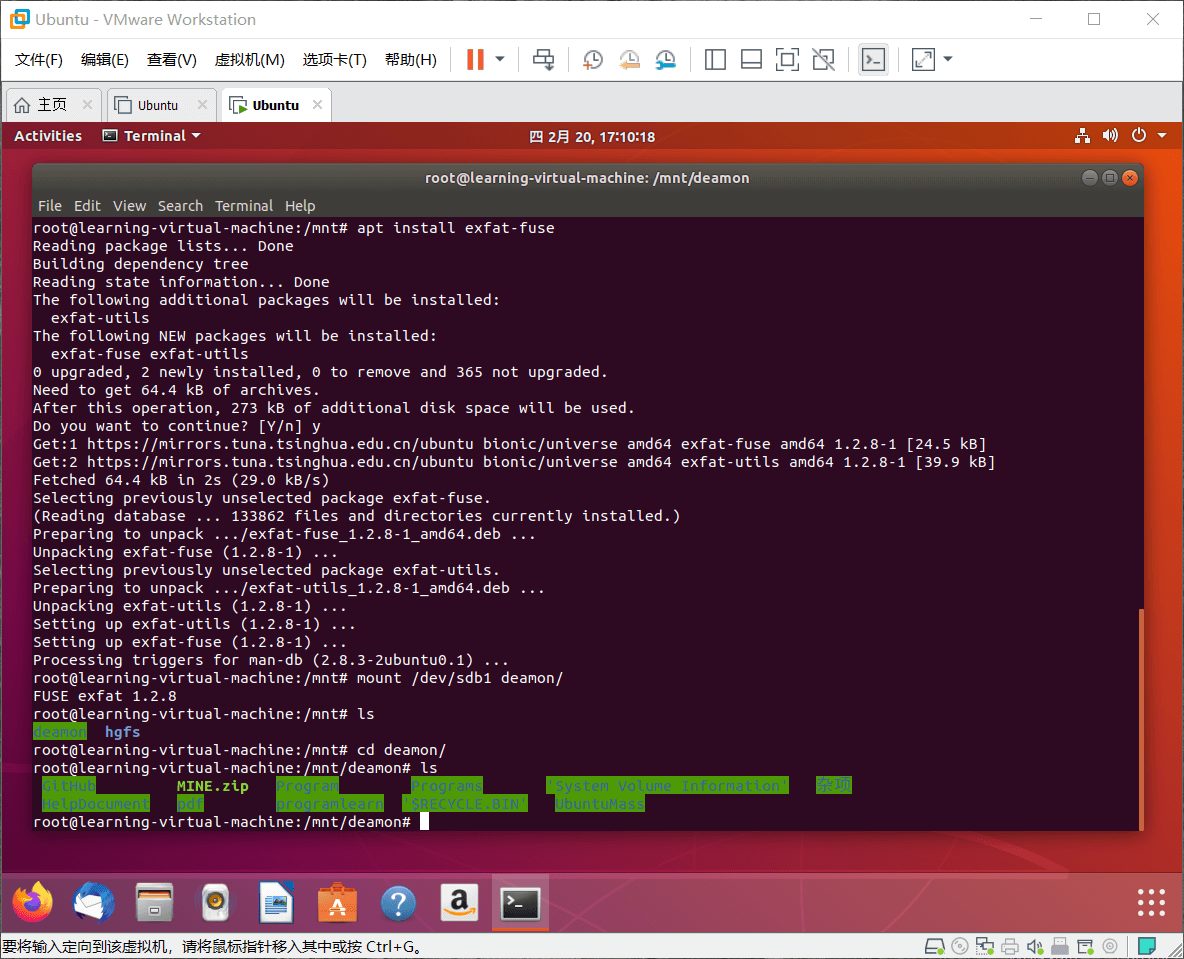 Ubuntu - VMware Workstation
文件(F) 编辑(E) 查看(V) 虚拟机(M) 选项卡(T) 帮助(H)
主页 Ubuntu Ubuntu
Activities Terminal 四 2月 20, 17:10:18
root@learning-virtual-machine: /mnt/deamon
File Edit View Search Terminal Help
root@learning-virtual-machine:/mnt# apt install exfat-fuse
Reading package lists... Done
Building dependency tree
Reading state information... Done
The following additional packages will be installed:
  exfat-utils
The following NEW packages will be installed:
  exfat-fuse exfat-utils
0 upgraded, 2 newly installed, 0 to remove and 365 not upgraded.
Need to get 64.4 kB of archives.
After this operation, 273 kB of additional disk space will be used.
Do you want to continue? [Y/n] y
Get:1 https://mirrors.tuna.tsinghua.edu.cn/ubuntu bionic/universe amd64 exfat-fuse amd64 1.2.8-1 [24.5 kB]
Get:2 https://mirrors.tuna.tsinghua.edu.cn/ubuntu bionic/universe amd64 exfat-utils amd64 1.2.8-1 [39.9 kB]
Fetched 64.4 kB in 2s (29.0 kB/s)
Selecting previously unselected package exfat-fuse.
(Reading database ... 133862 files and directories currently installed.)
Preparing to unpack .../exfat-fuse_1.2.8-1_amd64.deb ...
Unpacking exfat-fuse (1.2.8-1) ...
Selecting previously unselected package exfat-utils.
Preparing to unpack .../exfat-utils_1.2.8-1_amd64.deb ...
Unpacking exfat-utils (1.2.8-1) ...
Setting up exfat-utils (1.2.8-1) ...
Setting up exfat-fuse (1.2.8-1) ...
Processing triggers for man-db (2.8.3-2ubuntu0.1) ...
root@learning-virtual-machine:/mnt# mount /dev/sdb1 deamon/
FUSE exfat 1.2.8
root@learning-virtual-machine:/mnt# ls
deamon  hgfs
root@learning-virtual-machine:/mnt# cd deamon/
root@learning-virtual-machine:/mnt/deamon# ls
GitHub MINE.zip Program Programs 'System Volume Information' 杂项
HelpDocument pdf programlearn '$RECYCLE.BIN' UbuntuMass
root@learning-virtual-machine:/mnt/deamon#
要将输入定向到该虚拟机，请将鼠标指针移入其中或按 Ctrl+G。